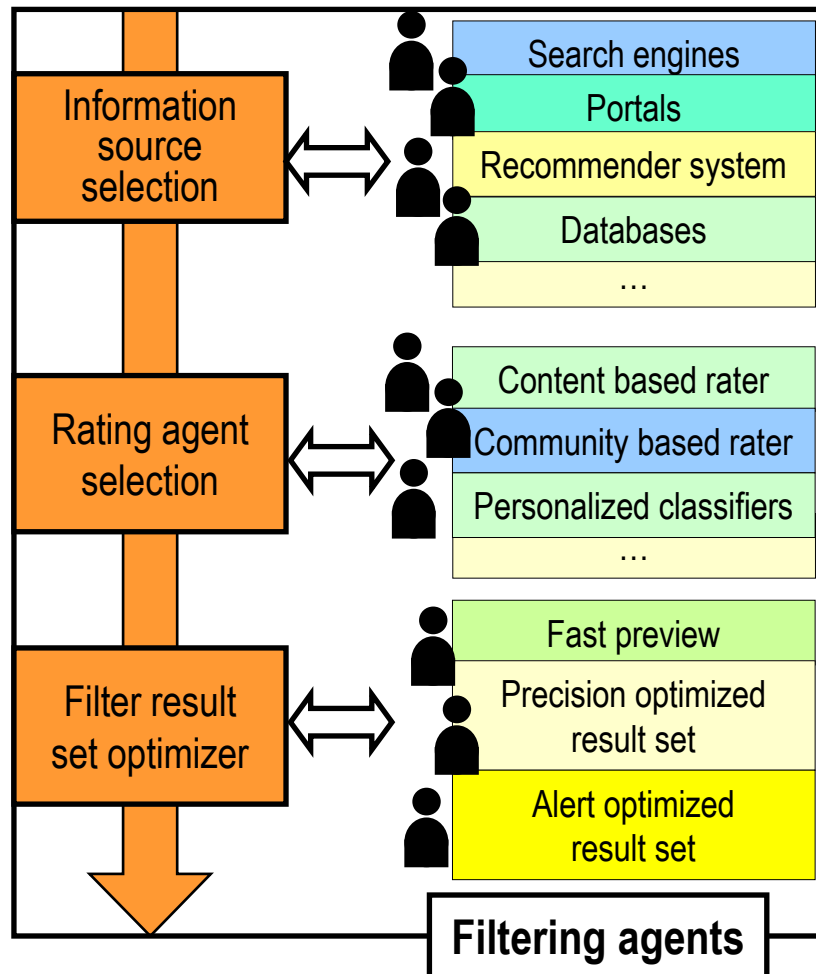 Information
source
selection
Search engines
Portals
Recommender system
Databases
…
Rating agent
selection
Content based rater
Community based rater
Personalized classifiers
…
Filter result
set optimizer
Fast preview
Precision optimized
result set
Alert optimized
result set
Filtering agents